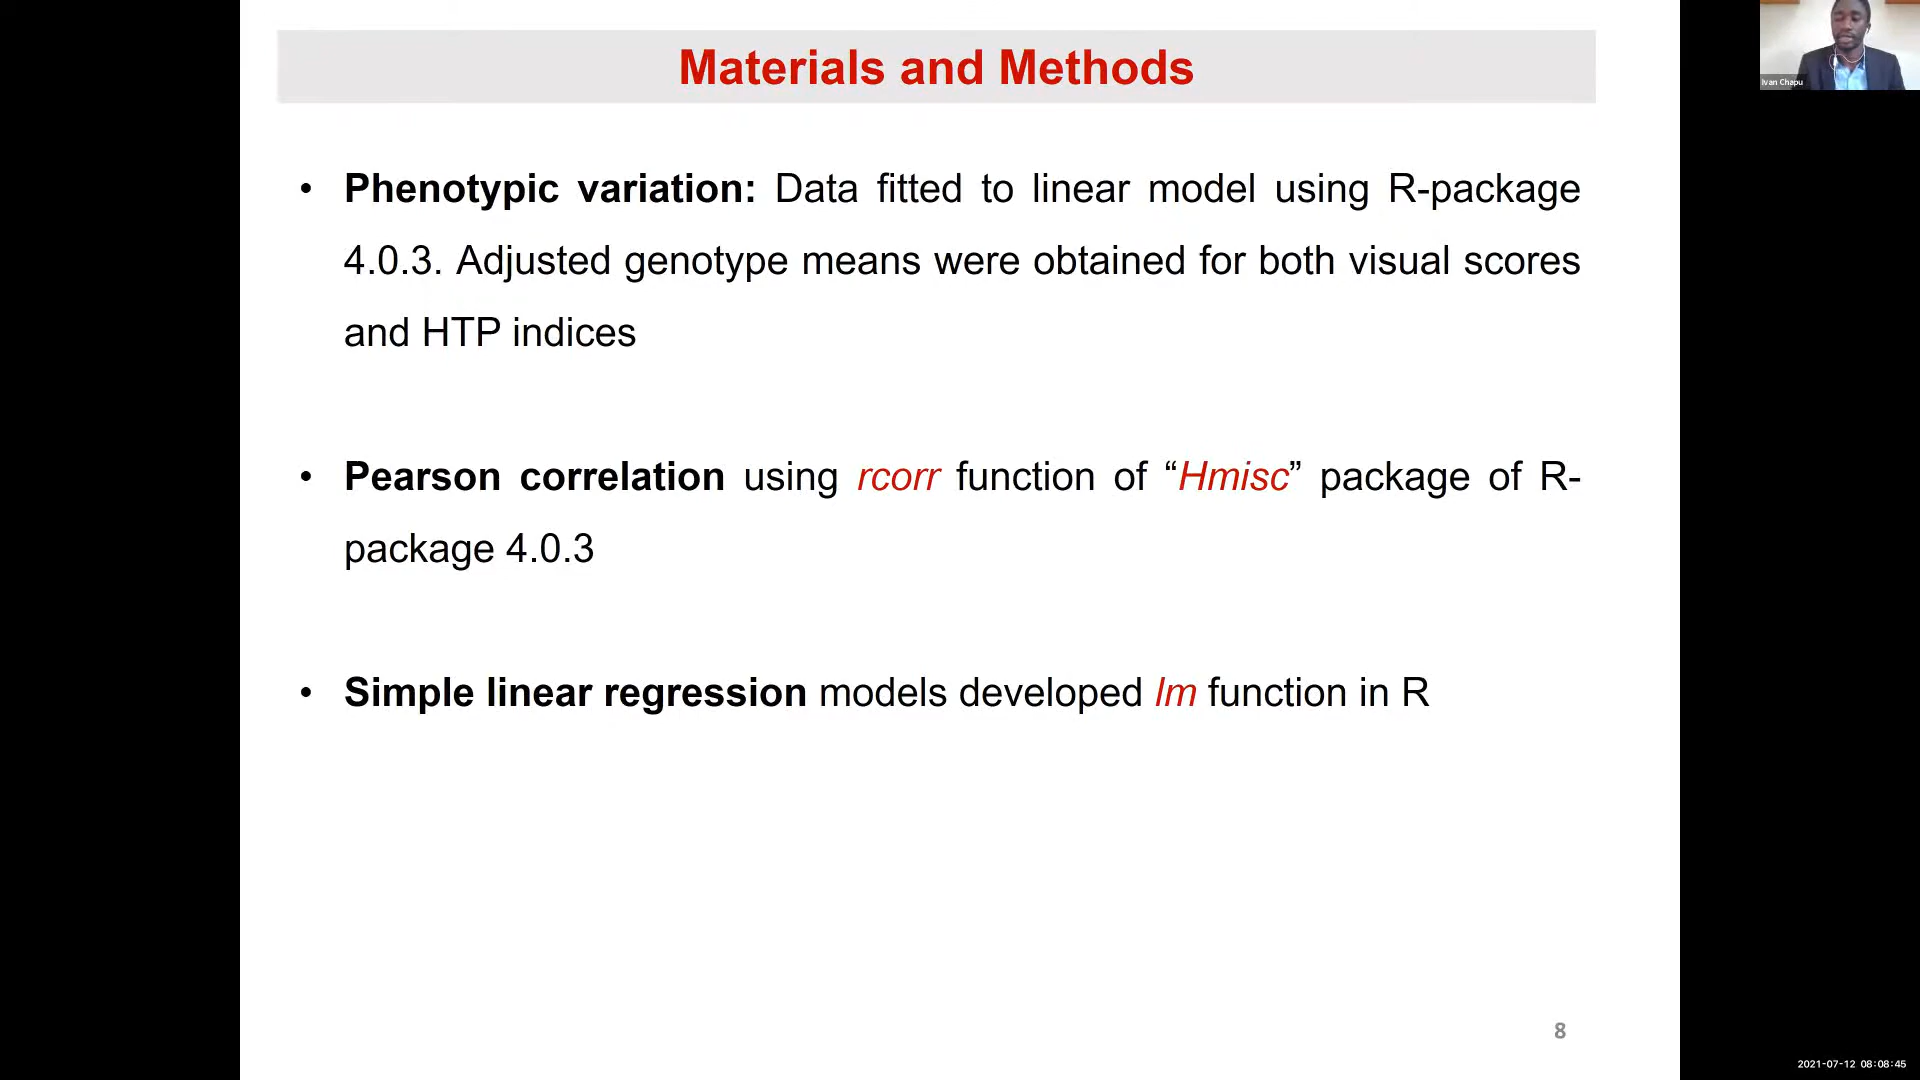 Materials and Methods
Ivan Chapu
• Phenotypic variation: Data fitted to linear model using R-package
4.0.3. Adjusted genotype means were obtained for both visual scores
and HTP indices
• Pearson correlation using rcorr function of “Hmisc” package of R-
package 4.0.3
• Simple linear regression models developed lm function in R
8
2021-07-12 08:08:45